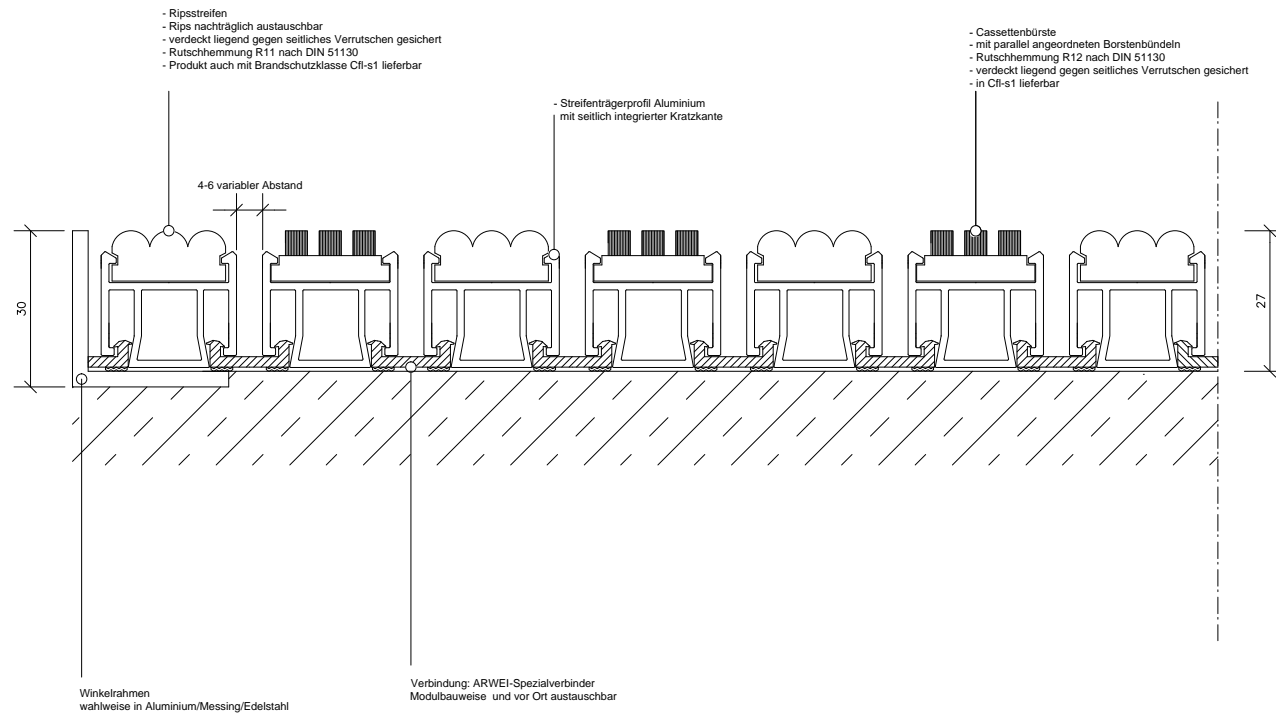 - Ripsstreifen
- Rips nachträglich austauschbar
- verdeckt liegend gegen seitliches Verrutschen gesichert
- Rutschhemmung R11 nach DIN 51130
- Produkt auch mit Brandschutzklasse Cfl-s1 lieferbar
- Cassettenbürste
- mit parallel angeordneten Borstenbündeln
- Rutschhemmung R12 nach DIN 51130
- verdeckt liegend gegen seitliches Verrutschen gesichert
- in Cfl-s1 lieferbar
- Streifenträgerprofil Aluminium
mit seitlich integrierter Kratzkante
4-6 variabler Abstand
30
27
Winkelrahmen
wahlweise in Aluminium/Messing/Edelstahl
Verbindung: ARWEI-Spezialverbinder
Modulbauweise und vor Ort austauschbar